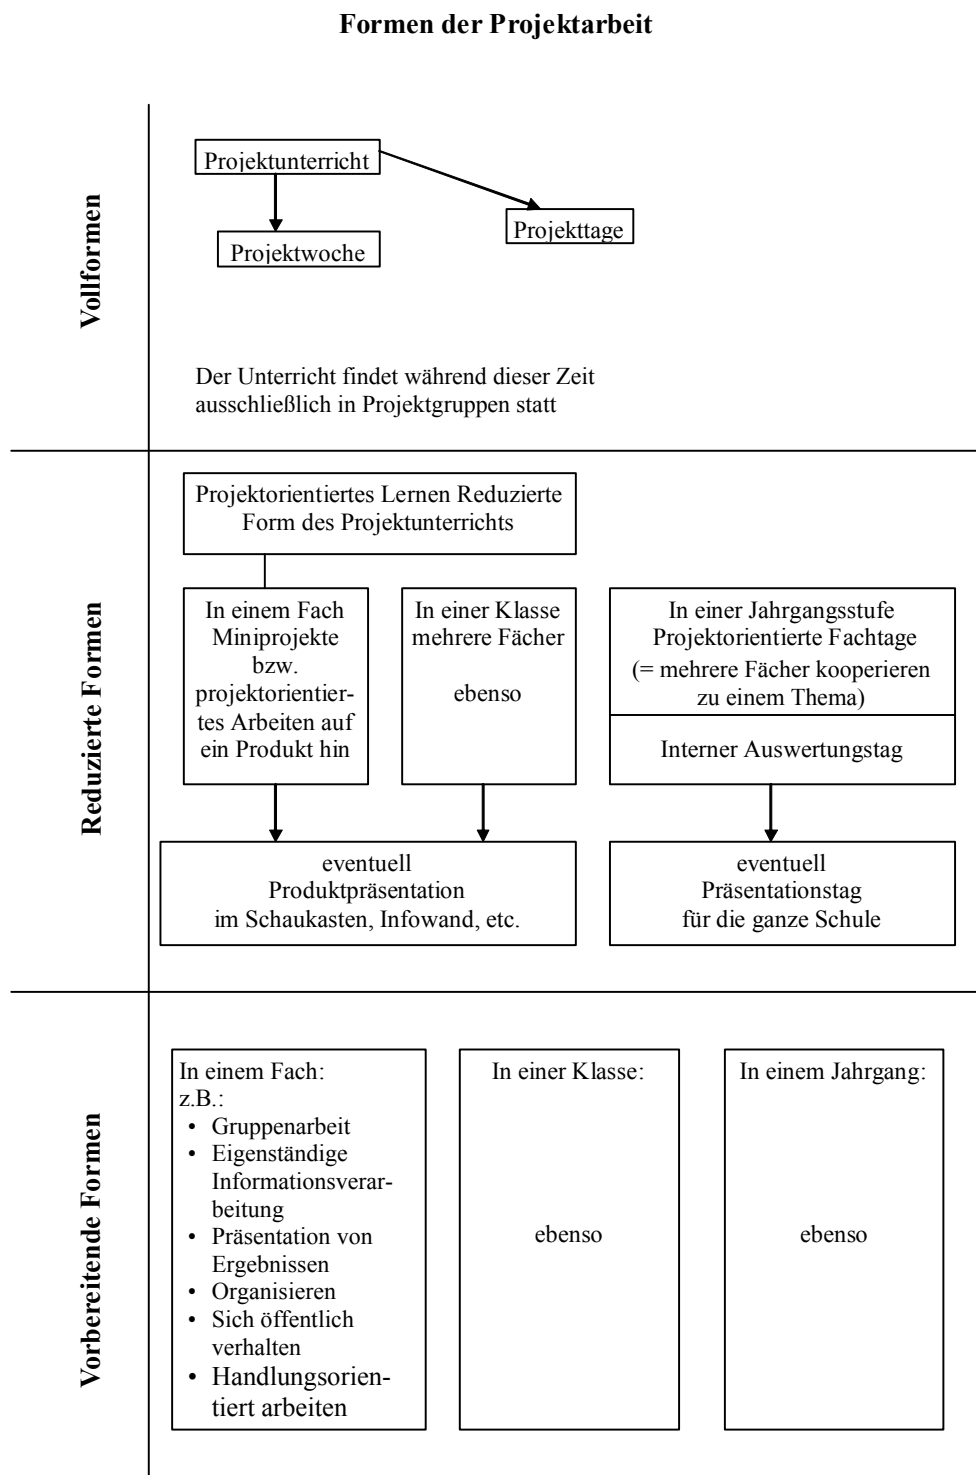 Formen der Projektarbeit
Vollformen
Projektunterricht
Projekttage
Projektwoche
Der Unterricht findet während dieser Zeit
ausschließlich in Projektgruppen statt
Reduzierte Formen
Projektorientiertes Lernen Reduzierte
Form des Projektunterrichts
In einem Fach
Miniprojekte
bzw.
projektorientier-
tes Arbeiten auf
ein Produkt hin
In einer Klasse
mehrere Fächer
ebenso
In einer Jahrgangsstufe
Projektorientierte Fachtage
(= mehrere Fächer kooperieren
zu einem Thema)
Interner Auswertungstag
eventuell
Produktpräsentation
im Schaukasten, Infowand, etc.
eventuell
Präsentationstag
für die ganze Schule
Vorbereitende Formen
In einem Fach:
z.B.:
• Gruppenarbeit
• Eigenständige
Informationsverar-
beitung
• Präsentation von
Ergebnissen
• Organisieren
• Sich öffentlich
verhalten
• Handlungsorien-
tiert arbeiten
In einer Klasse:
ebenso
In einem Jahrgang:
ebenso